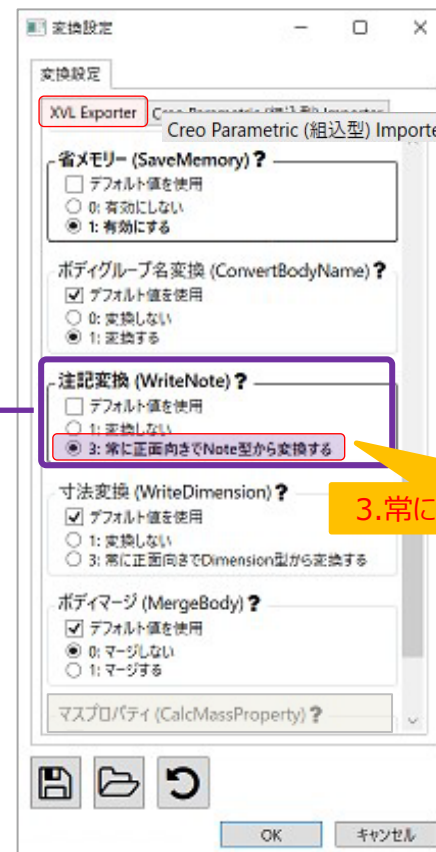 変換設定
変換設定
XVL Exporter
Creo Parametric (組込型) Importe
省メモリー (SaveMemory) ?
デフォルト値を使用
0: 有効にしない
1: 有効にする
ボディグループ名変換 (ConvertBodyName) ?
デフォルト値を使用
0: 変換しない
1: 変換する
注記変換 (WriteNote) ?
デフォルト値を使用
1: 変換しない
3: 常に正面向きでNote型から変換する
3.常に
寸法変換 (WriteDimension) ?
デフォルト値を使用
1: 変換しない
3: 常に正面向きでDimension型から変換する
ボディマージ (MergeBody) ?
デフォルト値を使用
0: マージしない
1: マージする
マスプロパティ (CalcMassProperty) ?
OK
キャンセル